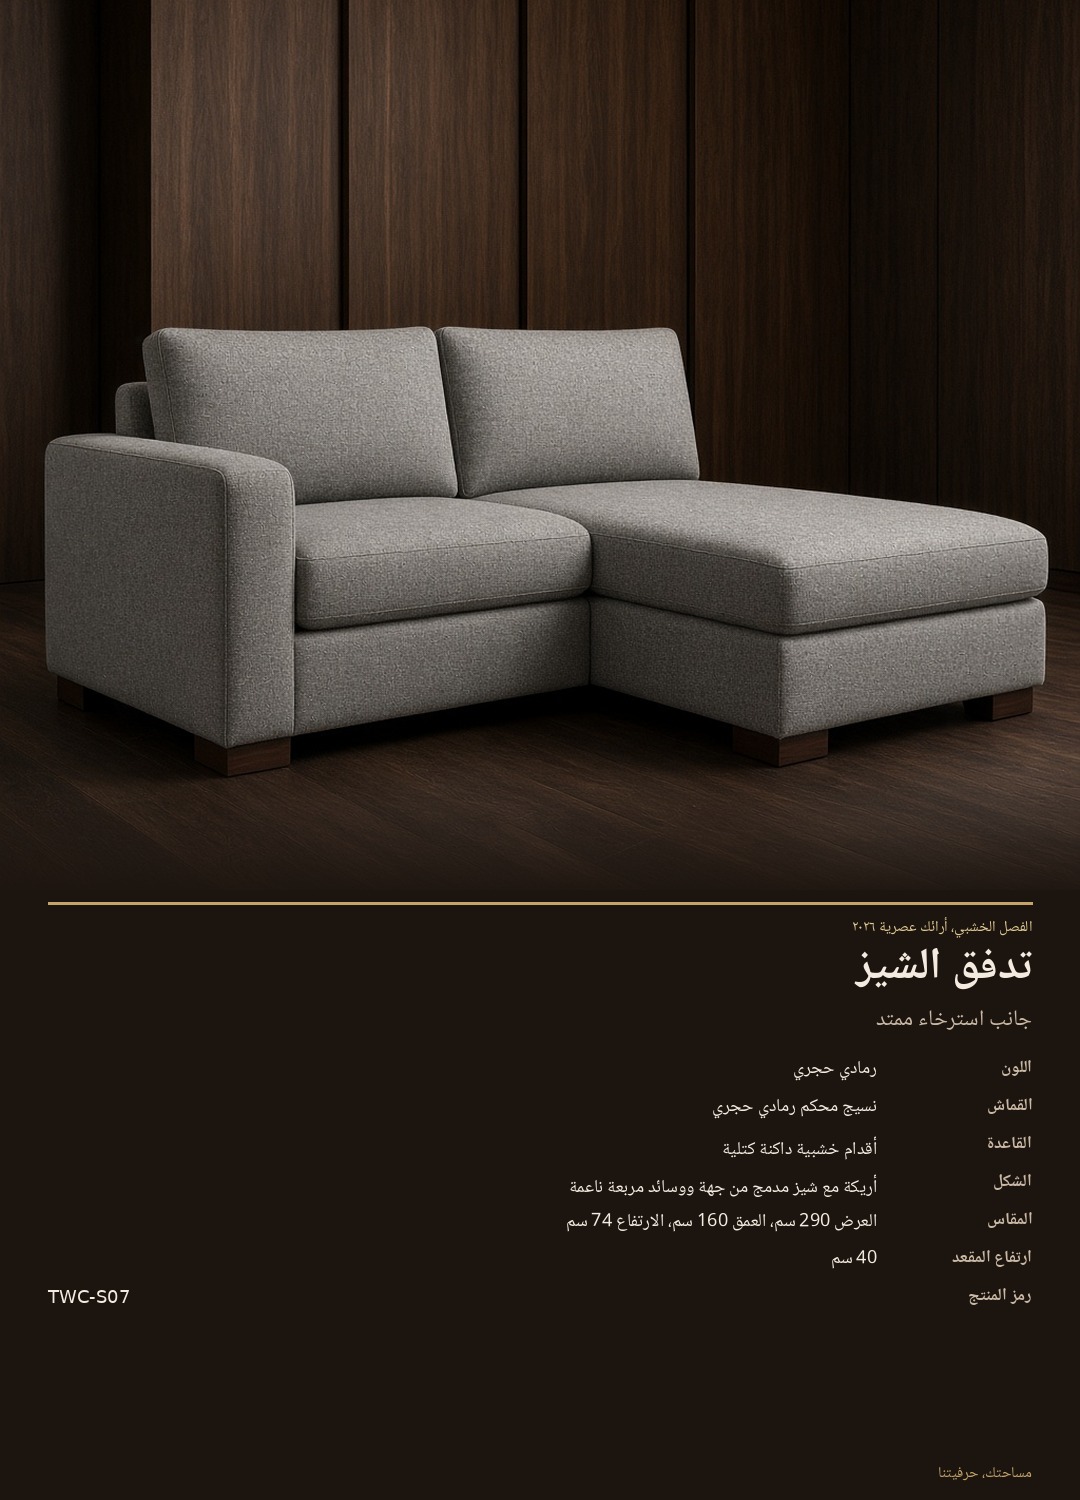 الفصل الخشبي، أرائك عصرية ٢٠٢٦
تدفق الشيز
جانب استرخاء ممتد
اللون رمادي حجري
القماش نسيج محكم رمادي حجري
القاعدة أقدام خشبية داكنة كتلية
الشكل أريكة مع شيز مدمج من جهة ووسائد مربعة ناعمة
المقاس العرض 290 سم، العمق 160 سم، الارتفاع 74 سم
ارتفاع المقعد 40 سم
رمز المنتج TWC-S07
مساحتك، حرفيتنا